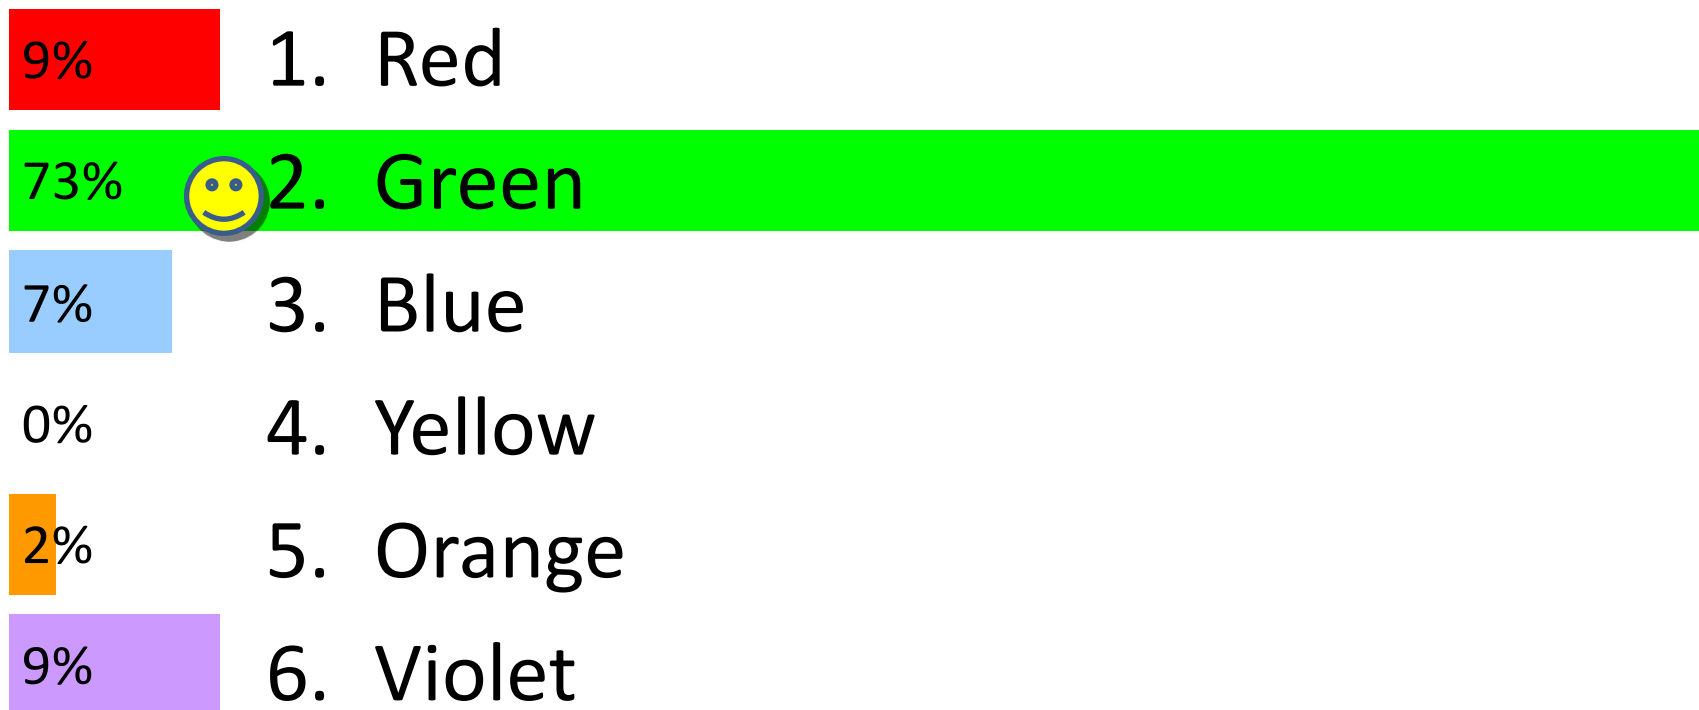 9% 1. Red
73% 2. Green
7% 3. Blue
0% 4. Yellow
2% 5. Orange
9% 6. Violet